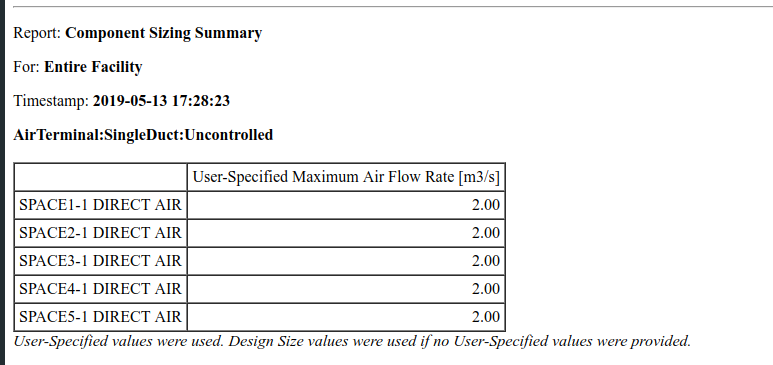 Report: Component Sizing Summary
For: Entire Facility
Timestamp: 2019-05-13 17:28:23
AirTerminal:SingleDuct:Uncontrolled
User-Specified Maximum Air Flow Rate [m3/s]
SPACE1-1 DIRECT AIR 2.00
SPACE2-1 DIRECT AIR 2.00
SPACE3-1 DIRECT AIR 2.00
SPACE4-1 DIRECT AIR 2.00
SPACE5-1 DIRECT AIR 2.00
User-Specified values were used. Design Size values were used if no User-Specified values were provided.